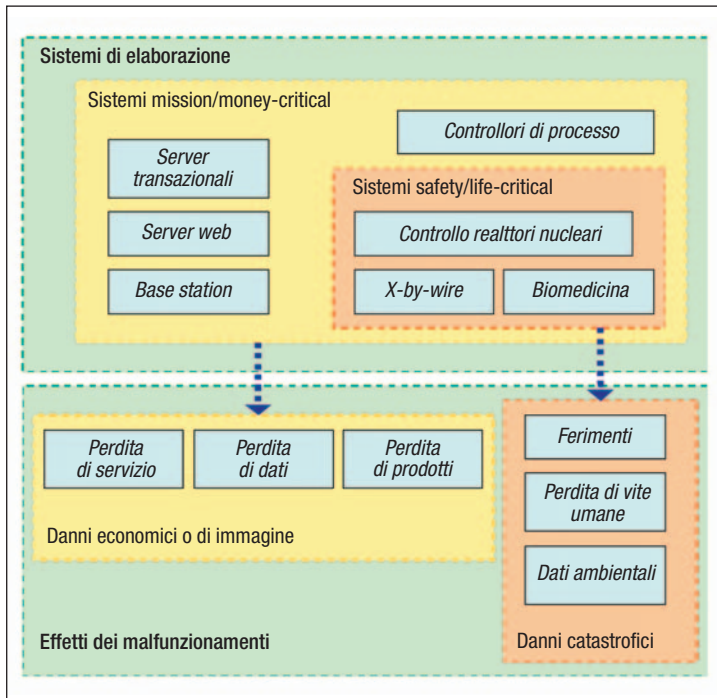 Sistemi di elaborazione
Sistemi mission/money-critical
Controllori di processo
Server
transazionali
Server web
Base station
Sistemi safety/life-critical
Controllo realttori nucleari
X-by-wire
Biomedicina
Perdita
di servizio
Perdita
di dati
Perdita
di prodotti
Danni economici o di immagine
Ferimenti
Perdita di vite
umane
Dati ambientali
Danni catastrofici
Effetti dei malfunzionamenti